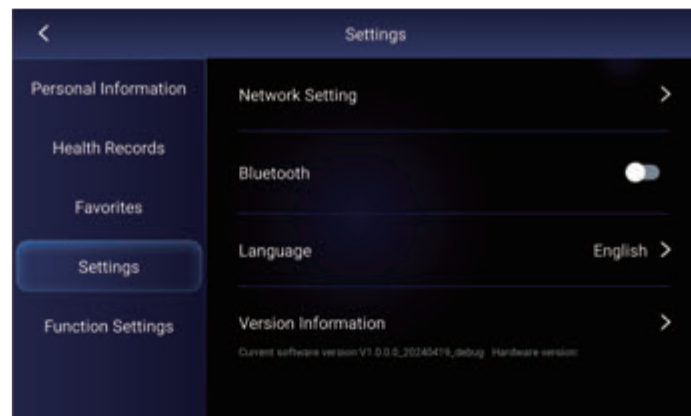 Settings
Personal Information
Health Records
Favorites
Settings
Function Settings
Network Setting
Bluetooth
Language English
Version Information
Current software version V1.0.0.0_20240419_debug Hardware version: